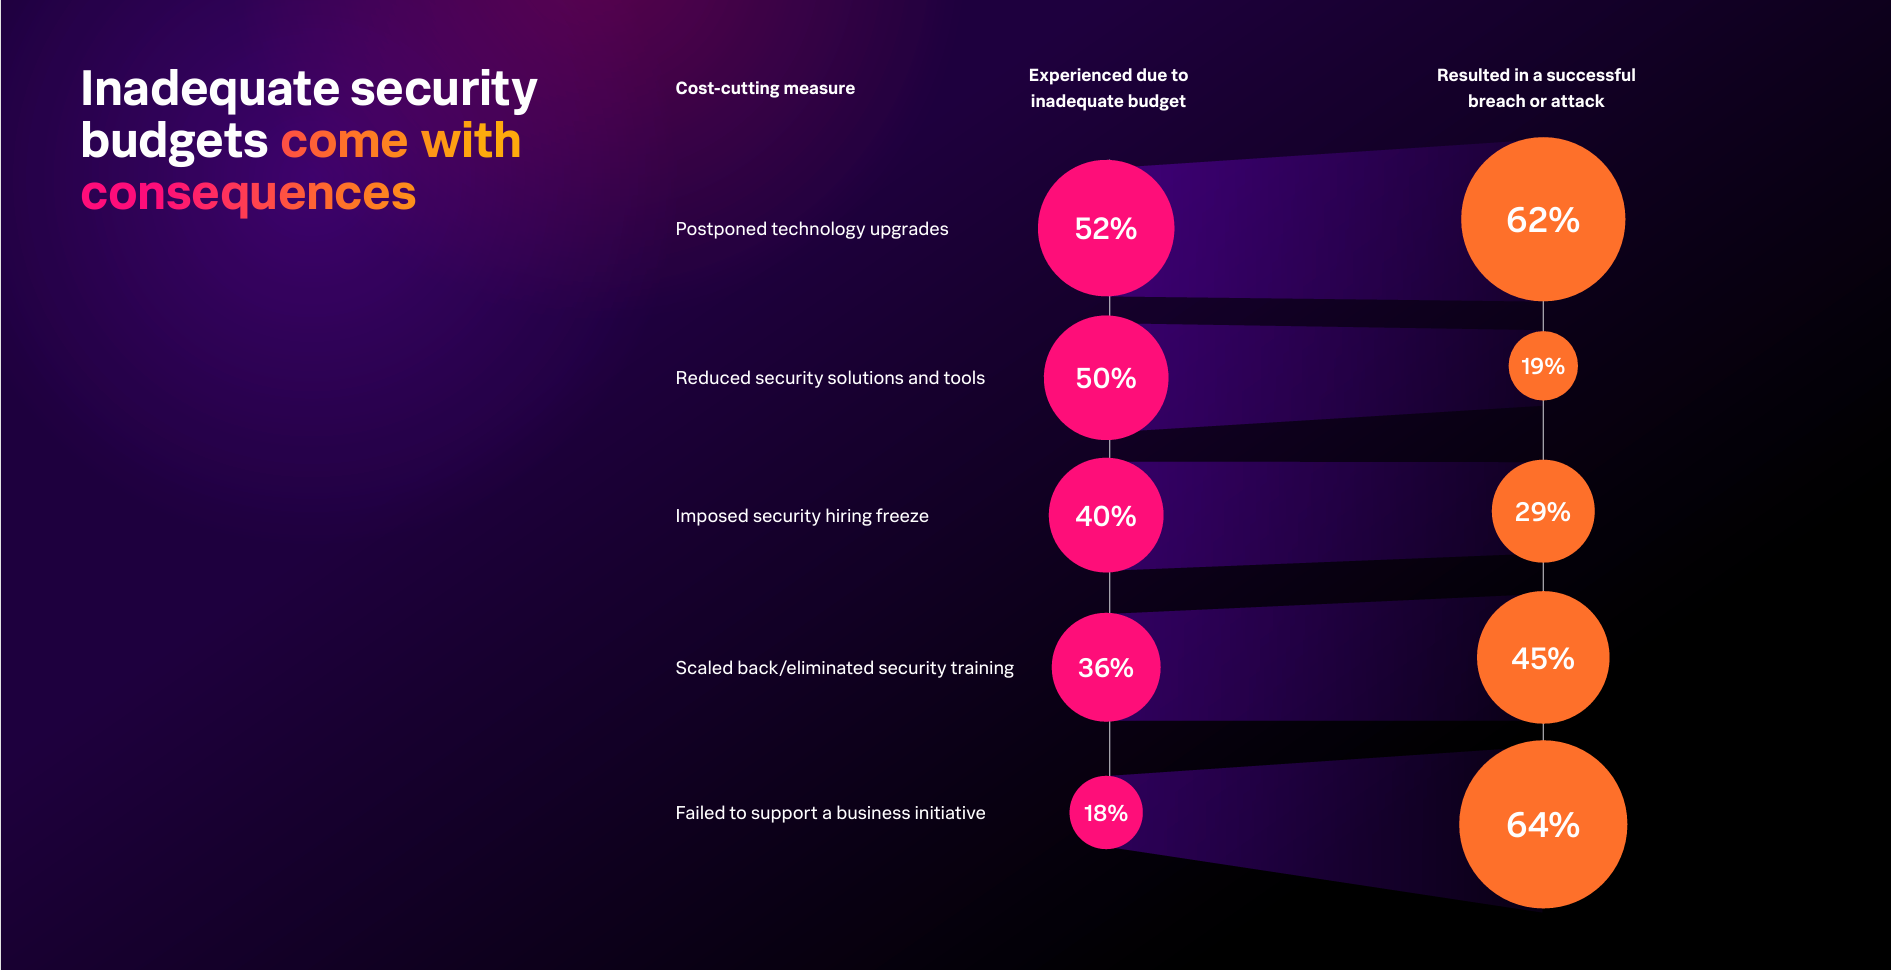 Inadequate security
budgets come with
consequences
Cost-cutting measure
Experienced due to
inadequate budget
Resulted in a successful
breach or attack
Postponed technology upgrades
52%
62%
Reduced security solutions and tools
50%
19%
Imposed security hiring freeze
40%
29%
Scaled back/eliminated security training
36%
45%
Failed to support a business initiative
18%
64%